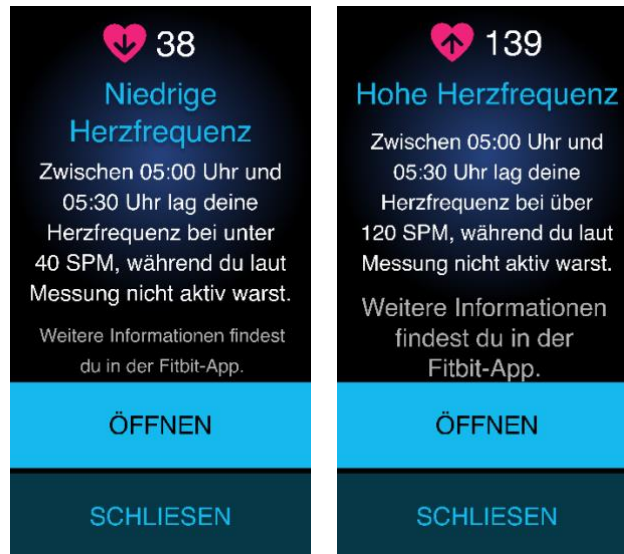 38
Niedrige
Herzfrequenz
Zwischen 05:00 Uhr und
05:30 Uhr lag deine
Herzfrequenz bei unter
40 SPM, während du laut
Messung nicht aktiv warst.
Weitere Informationen findest
du in der Fitbit-App.
ÖFFNEN
SCHLIESEN
139
Hohe Herzfrequenz
Zwischen 05:00 Uhr und
05:30 Uhr lag deine
Herzfrequenz bei über
120 SPM, während du laut
Messung nicht aktiv warst.
Weitere Informationen
findest du in der
Fitbit-App.
ÖFFNEN
SCHLIESEN